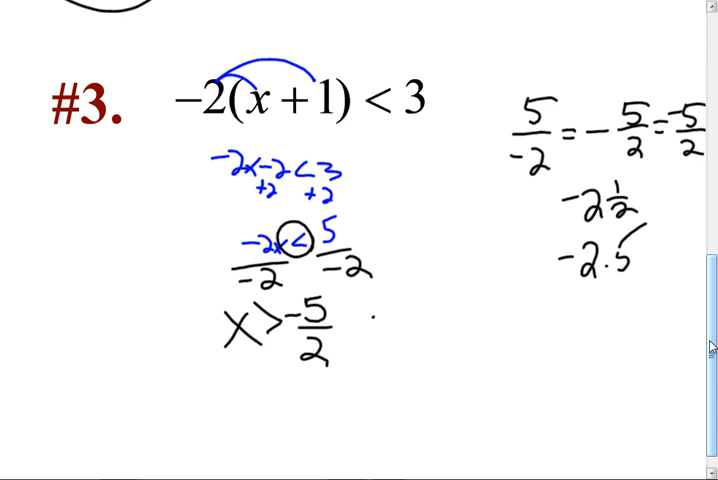 #3. −2(x + 1) < 3
-2x-2<3
+2 +2
-2x < 5
-2 -2
x > -5/2
5/-2 = -5/2 = -5/2
-2 1/2
-2.5